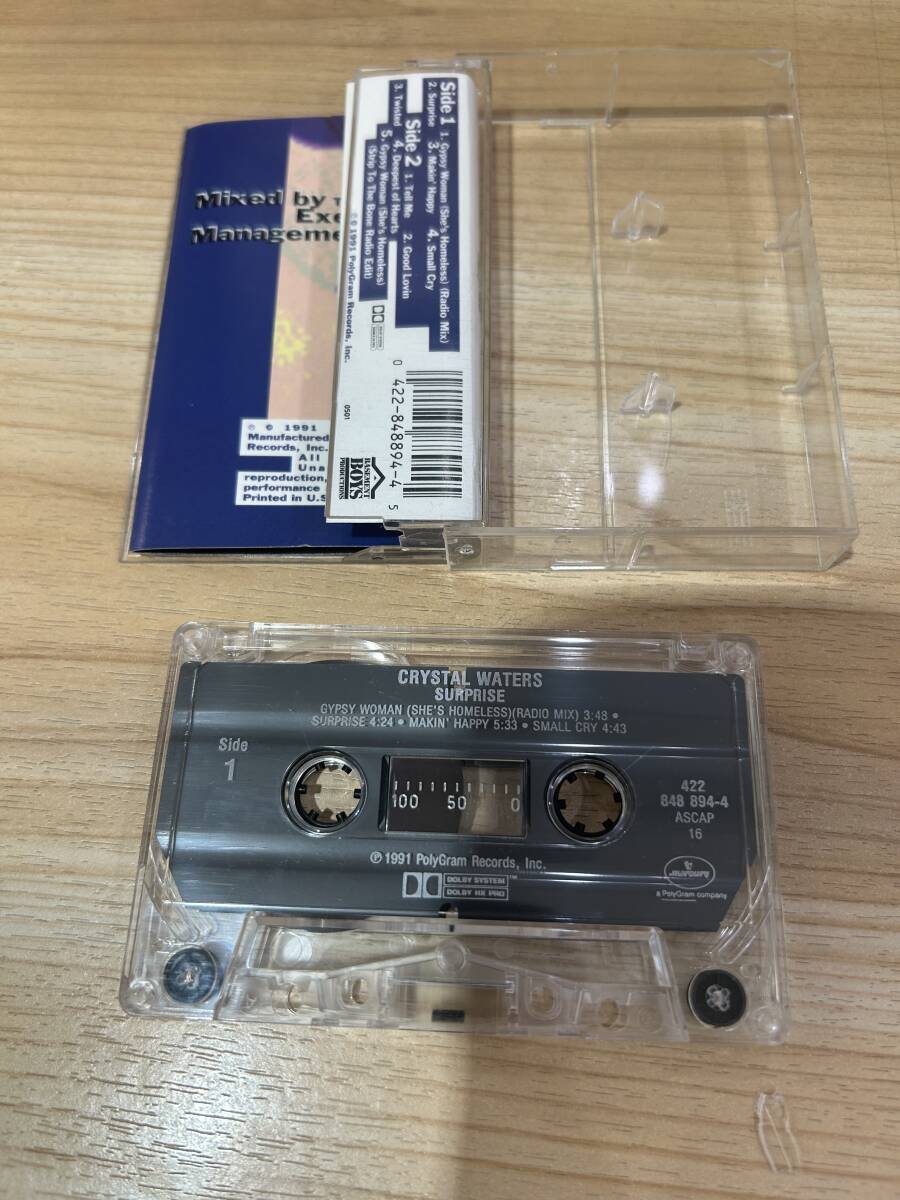 Mixed by
Exe
Manageme
℗ © 1991
Manufactured
Records, Inc.
All
Una
reproduction,
performance
Printed in U.S
Side 1 1. Gypsy Woman (She's Homeless) (Radio Mix)
2. Surprise 3. Makin' Happy 4. Small Cry
Side 2 1. Tell Me 2. Good Lovin
3. Twisted 4. Deepest of Hearts
5. Gypsy Woman (She's Homeless)
(Strip To The Bone Radio Edit)
℗ © 1991 PolyGram Records, Inc.
0501
0 422-848894-4 5
BASEMENT
BOYS
PRODUCTIONS
CRYSTAL WATERS
SURPRISE
GYPSY WOMAN (SHE'S HOMELESS)(RADIO MIX) 3:48 •
SURPRISE 4:24 • MAKIN' HAPPY 5:33 • SMALL CRY 4:43
Side
1
100 50 0
422
848 894-4
ASCAP
16
℗ 1991 PolyGram Records, Inc.
DOLBY SYSTEM™
DOLBY HX PRO
mercury
a PolyGram company